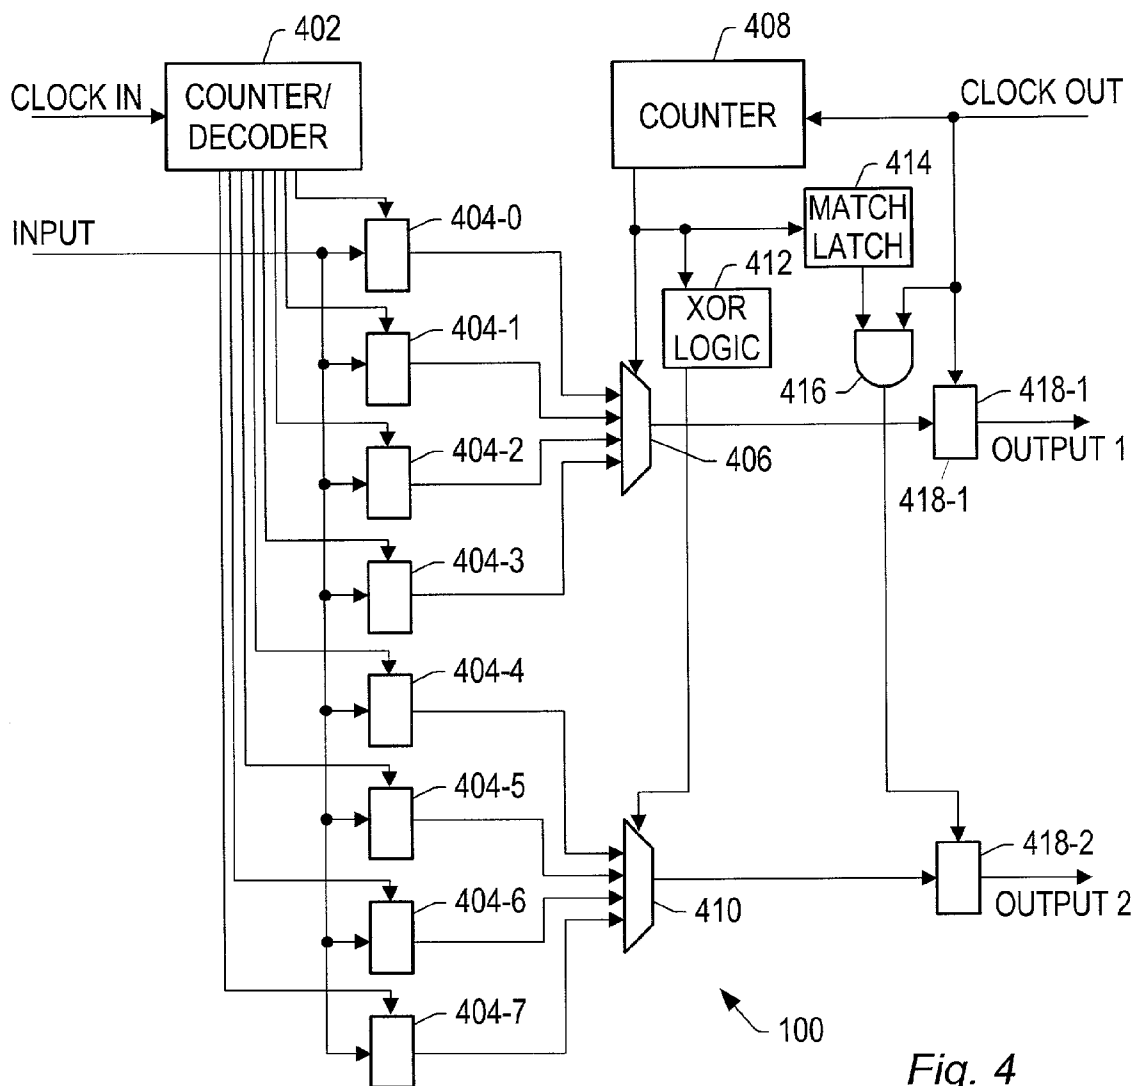 402
408
CLOCK IN
COUNTER/
DECODER
COUNTER
CLOCK OUT
414
INPUT
404-0
MATCH
LATCH
412
XOR
LOGIC
404-1
416
418-1
404-2
406
OUTPUT 1
418-1
404-3
404-4
404-5
418-2
404-6
410
OUTPUT 2
404-7
100
Fig. 4